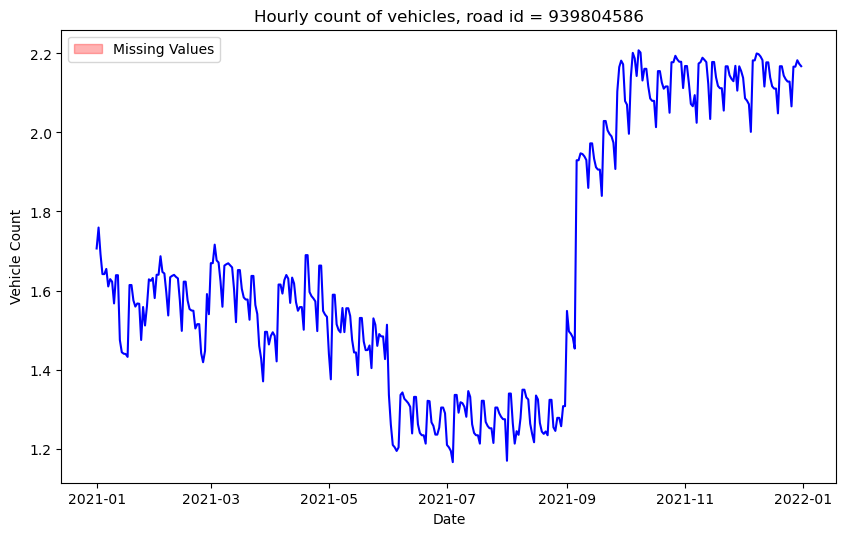 Hourly count of vehicles, road id = 939804586
Missing Values
Vehicle Count
2.2
2.0
1.8
1.6
1.4
1.2
2021-01 2021-03 2021-05 2021-07 2021-09 2021-11 2022-01
Date